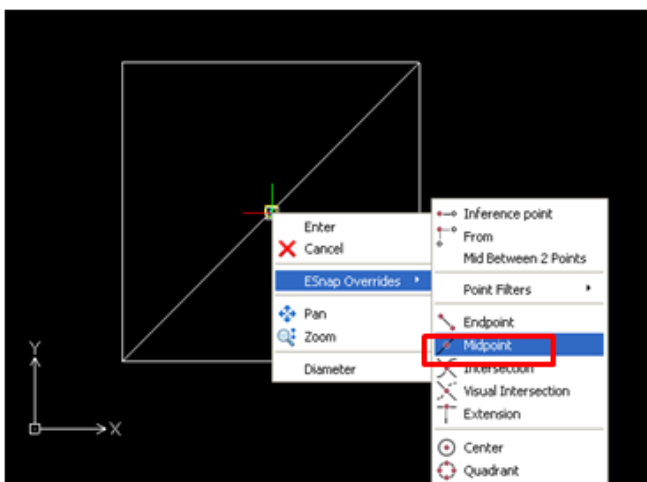 Enter
Cancel
ESnap Overrides
Pan
Zoom
Diameter
Inference point
From
Mid Between 2 Points
Point Filters
Endpoint
Midpoint
Intersection
Visual Intersection
Extension
Center
Quadrant
Y
X